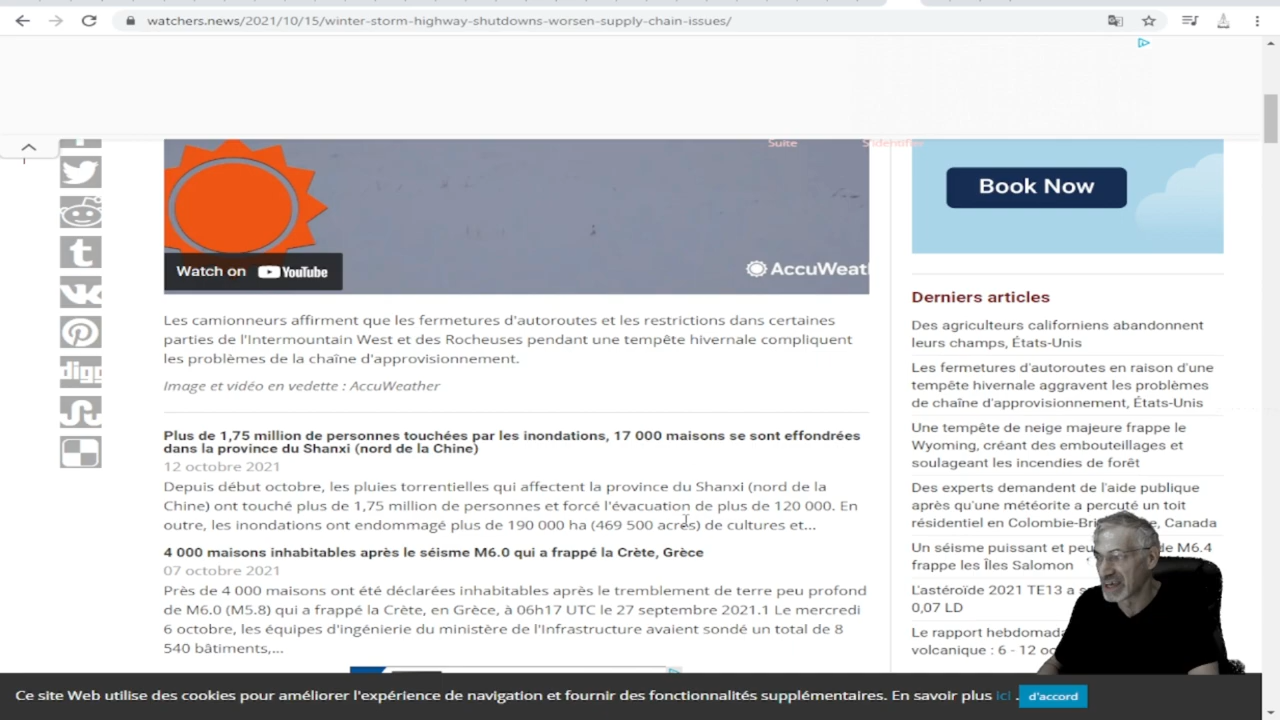 watchers.news/2021/10/15/winter-storm-highway-shutdowns-worsen-supply-chain-issues/
Suite
S'identifier
Book Now
Watch on YouTube
AccuWeat
t
digg
Les camionneurs affirment que les fermetures d'autoroutes et les restrictions dans certaines
parties de l'Intermountain West et des Rocheuses pendant une tempête hivernale compliquent
les problèmes de la chaîne d'approvisionnement.
Image et vidéo en vedette : AccuWeather
Plus de 1,75 million de personnes touchées par les inondations, 17 000 maisons se sont effondrées
dans la province du Shanxi (nord de la Chine)
12 octobre 2021
Depuis début octobre, les pluies torrentielles qui affectent la province du Shanxi (nord de la
Chine) ont touché plus de 1,75 million de personnes et forcé l'évacuation de plus de 120 000. En
outre, les inondations ont endommagé plus de 190 000 ha (469 500 acres) de cultures et...
4 000 maisons inhabitables après le séisme M6.0 qui a frappé la Crète, Grèce
07 octobre 2021
Près de 4 000 maisons ont été déclarées inhabitables après le tremblement de terre peu profond
de M6.0 (M5.8) qui a frappé la Crète, en Grèce, à 06h17 UTC le 27 septembre 2021.1 Le mercredi
6 octobre, les équipes d'ingénierie du ministère de l'Infrastructure avaient sondé un total de 8
540 bâtiments,...
Derniers articles
Des agriculteurs californiens abandonnent
leurs champs, États-Unis
Les fermetures d'autoroutes en raison d'une
tempête hivernale aggravent les problèmes
de chaîne d'approvisionnement, États-Unis
Une tempête de neige majeure frappe le
Wyoming, créant des embouteillages et
soulageant les incendies de forêt
Des experts demandent de l'aide publique
après qu'une météorite a percuté un toit
résidentiel en Colombie-Bri e, Canada
Un séisme puissant et peu de M6.4
frappe les Îles Salomon
L'astéroïde 2021 TE13 a s
0,07 LD
Le rapport hebdomada
volcanique : 6 - 12 oc
Ce site Web utilise des cookies pour améliorer l'expérience de navigation et fournir des fonctionnalités supplémentaires. En savoir plus ici . d'accord